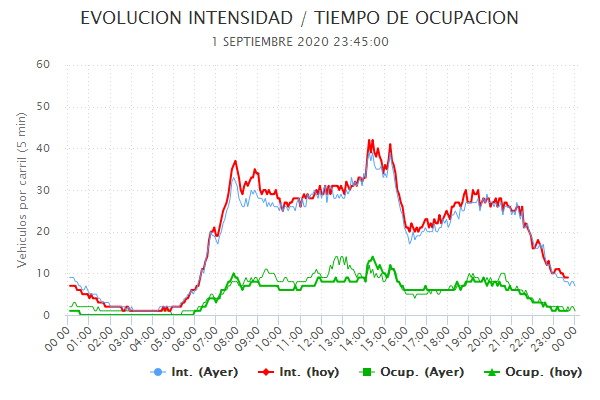 EVOLUCION INTENSIDAD / TIEMPO DE OCUPACION
1 SEPTIEMBRE 2020 23:45:00
Vehiculos por carril (5 min)
60
50
40
30
20
10
0
00:00 01:00 02:00 03:00 04:00 05:00 06:00 07:00 08:00 09:00 10:00 11:00 12:00 13:00 14:00 15:00 16:00 17:00 18:00 19:00 20:00 21:00 22:00 23:00 00:00
Int. (Ayer) Int. (hoy) Ocup. (Ayer) Ocup. (hoy)